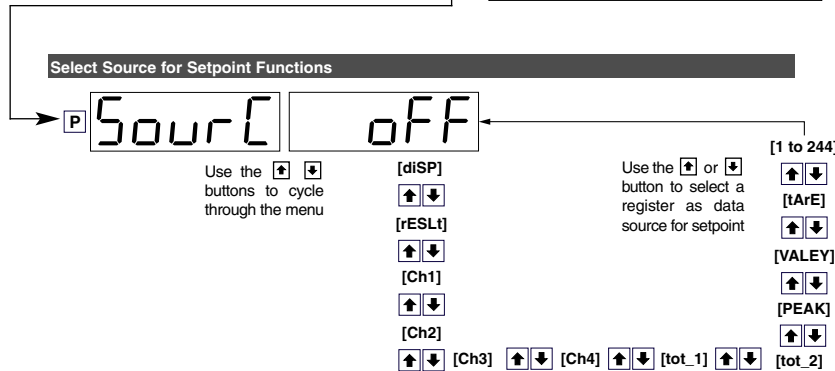 Select Source for Setpoint Functions
P SourC oFF
Use the buttons to cycle through the menu
[diSP]
[rESLt]
[Ch1]
[Ch2]
[Ch3] [Ch4] [tot_1] [tot_2]
Use the or button to select a register as data source for setpoint
[1 to 244]
[tArE]
[VALEY]
[PEAK]